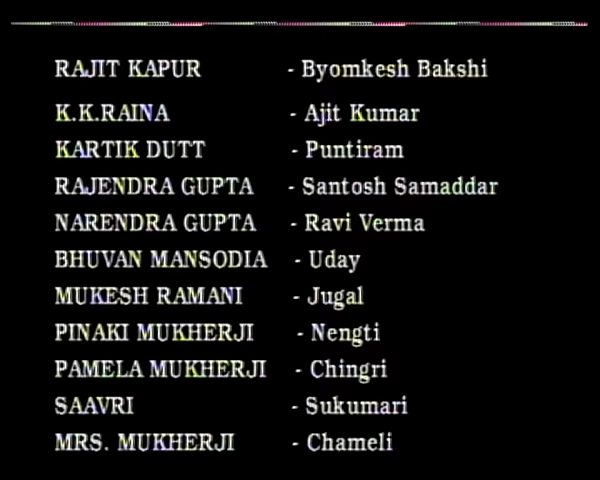 RAJIT KAPUR - Byomkesh Bakshi
K.K.RAINA - Ajit Kumar
KARTIK DUTT - Puntiram
RAJENDRA GUPTA - Santosh Samaddar
NARENDRA GUPTA - Ravi Verma
BHUVAN MANSODIA - Uday
MUKESH RAMANI - Jugal
PINAKI MUKHERJI - Nengti
PAMELA MUKHERJI - Chingri
SAAVRI - Sukumari
MRS. MUKHERJI - Chameli